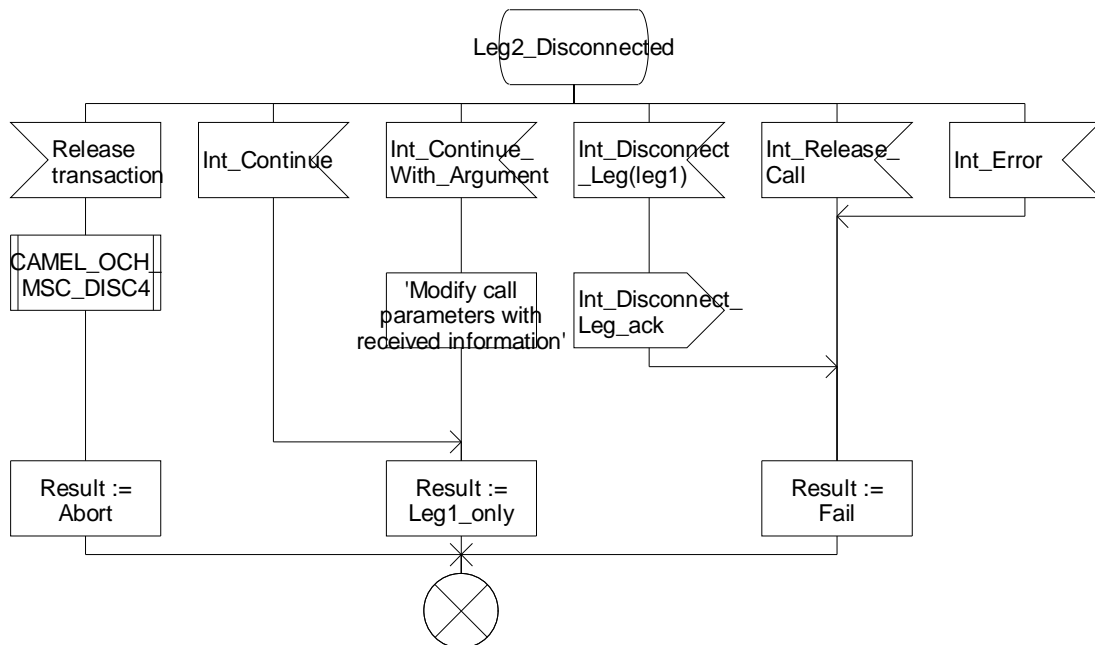 Leg2_Disconnected
Release
transaction
Int_Continue
Int_Continue_
With_Argument
Int_Disconnect
_Leg(leg1)
Int_Release_
Call
Int_Error
CAMEL_OCH_
MSC_DISC4
'Modify call
parameters with
received information'
Int_Disconnect_
Leg_ack
Result :=
Abort
Result :=
Leg1_only
Result :=
Fail